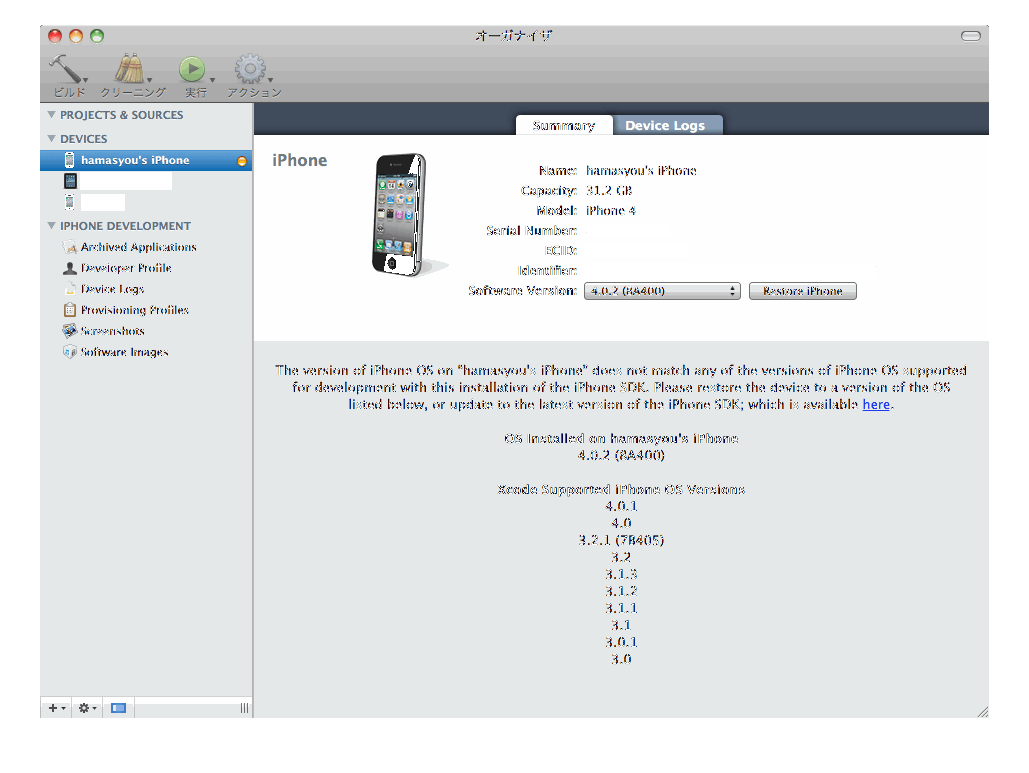 オーガナイザ
ビルド クリーニング 実行 アクション
PROJECTS & SOURCES
DEVICES
hamasyou's iPhone
IPHONE DEVELOPMENT
Archived Applications
Developer Profile
Device Logs
Provisioning Profiles
Screenshots
Software Images
Summary Device Logs
iPhone
Name: hamasyou's iPhone
Capacity: 31.2 GB
Model: iPhone 4
Serial Number:
ECID:
Identifier:
Software Version: 4.0.2 (8A400) Restore iPhone
The version of iPhone OS on "hamasyou's iPhone" does not match any of the versions of iPhone OS supported
for development with this installation of the iPhone SDK. Please restore the device to a version of the OS
listed below, or update to the latest version of the iPhone SDK; which is available here.
OS Installed on hamasyou's iPhone
4.0.2 (8A400)
Xcode Supported iPhone OS Versions
4.0.1
4.0
3.2.1 (7B405)
3.2
3.1.3
3.1.2
3.1.1
3.1
3.0.1
3.0